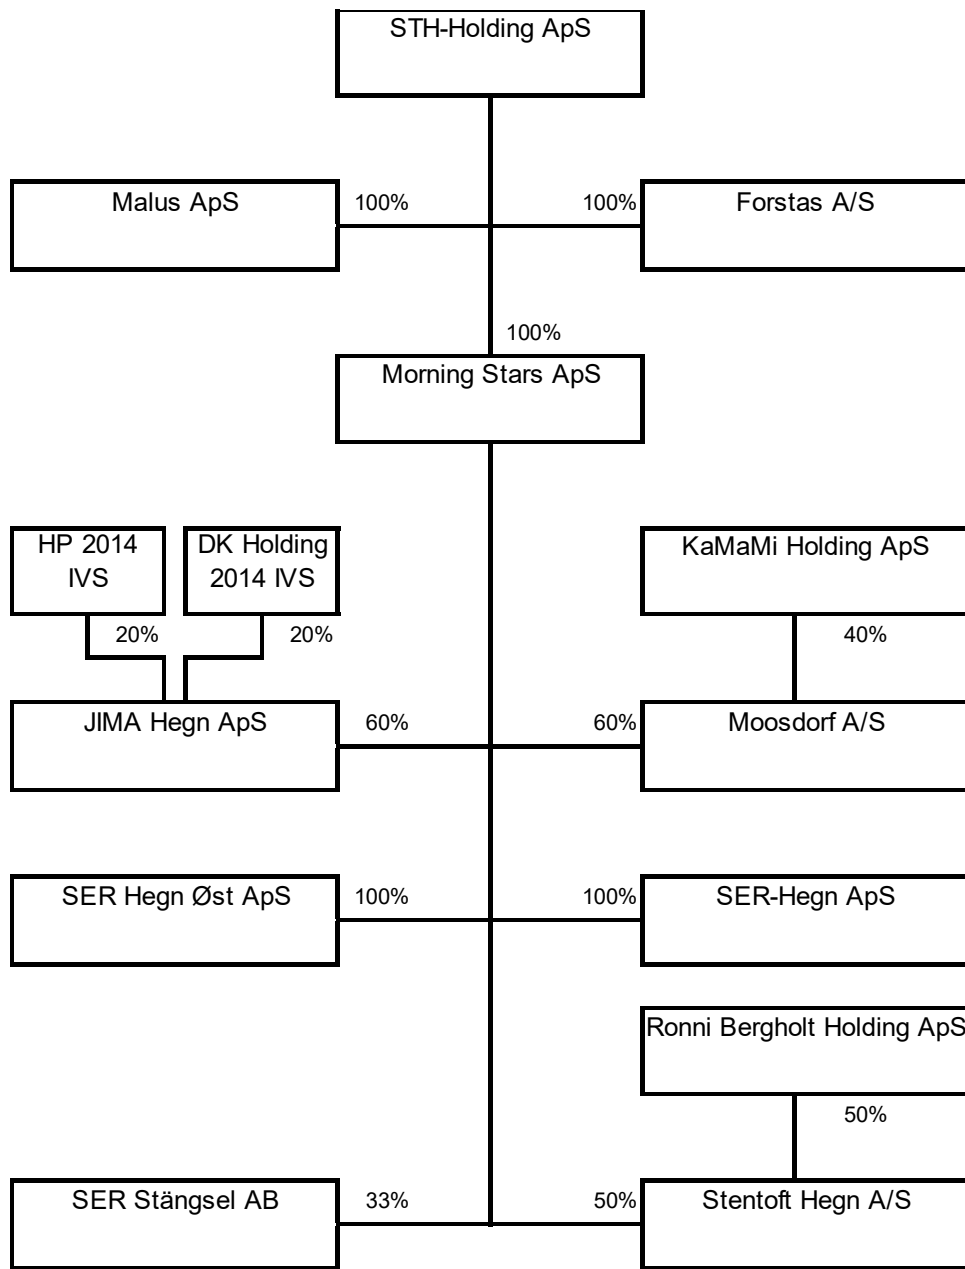 STH-Holding ApS
Malus ApS
100%
100%
Forstas A/S
100%
Morning Stars ApS
HP 2014
IVS
DK Holding
2014 IVS
KaMaMi Holding ApS
20%
20%
40%
JIMA Hegn ApS
60%
60%
Moosdorf A/S
SER Hegn Øst ApS
100%
100%
SER-Hegn ApS
Ronni Bergholt Holding ApS
50%
SER Stängsel AB
33%
50%
Stentoft Hegn A/S